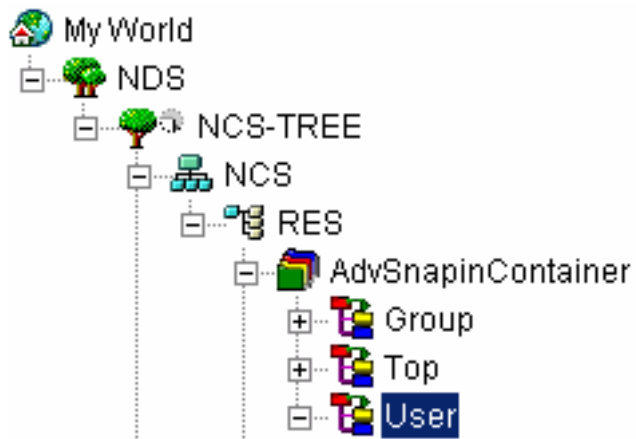 My World
NDS
NCS-TREE
NCS
RES
AdvSnapinContainer
Group
Top
User